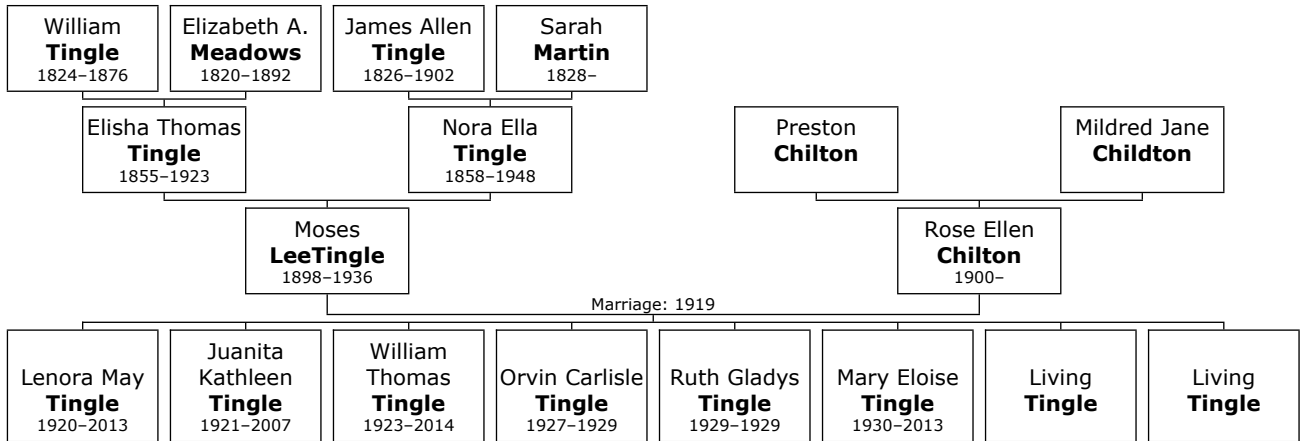 William
Tingle
1824–1876
Elizabeth A.
Meadows
1820–1892
James Allen
Tingle
1826–1902
Sarah
Martin
1828–
Elisha Thomas
Tingle
1855–1923
Nora Ella
Tingle
1858–1948
Preston
Chilton
Mildred Jane
Childton
Moses
LeeTingle
1898–1936
Rose Ellen
Chilton
1900–
Marriage: 1919
Lenora May
Tingle
1920–2013
Juanita
Kathleen
Tingle
1921–2007
William
Thomas
Tingle
1923–2014
Orvin Carlisle
Tingle
1927–1929
Ruth Gladys
Tingle
1929–1929
Mary Eloise
Tingle
1930–2013
Living
Tingle
Living
Tingle